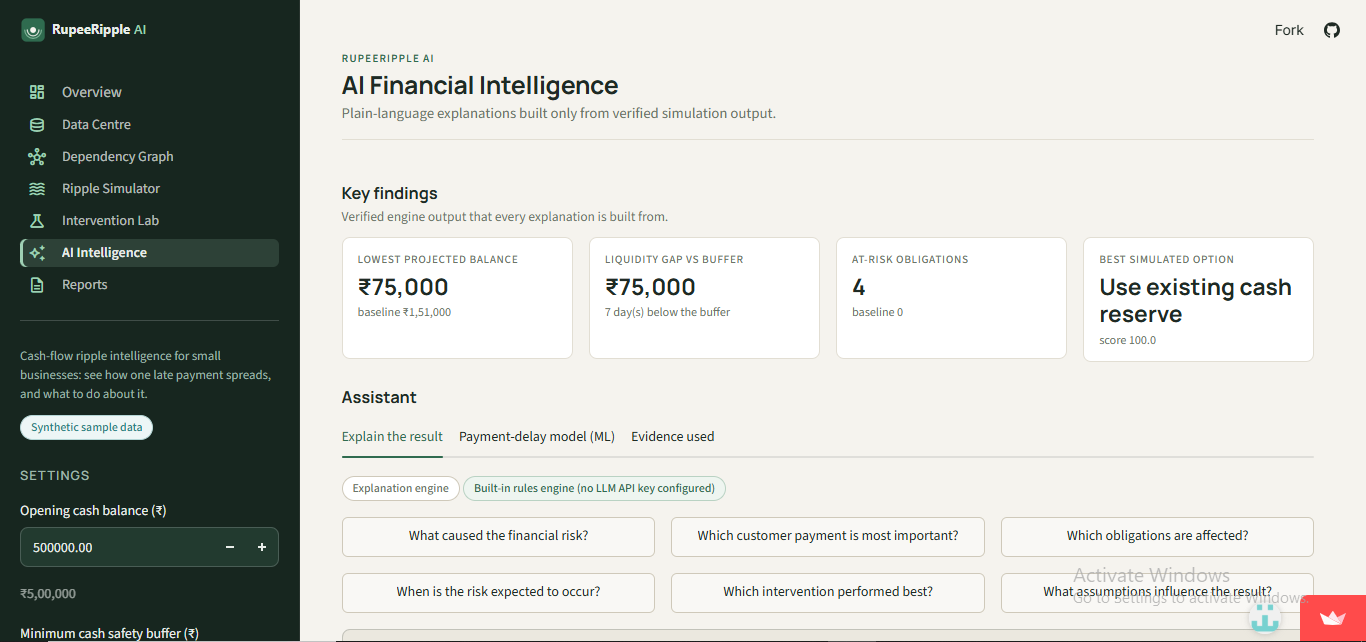 RupeeRipple AI
Overview
Data Centre
Dependency Graph
Ripple Simulator
Intervention Lab
AI Intelligence
Reports
Cash-flow ripple intelligence for small
businesses: see how one late payment spreads,
and what to do about it.
Synthetic sample data
SETTINGS
Opening cash balance (₹)
500000.00 − +
₹5,00,000
Minimum cash safety buffer (₹)
Fork
RUPEERIPPLE AI
AI Financial Intelligence
Plain-language explanations built only from verified simulation output.
Key findings
Verified engine output that every explanation is built from.
LOWEST PROJECTED BALANCE
₹75,000
baseline ₹1,51,000
LIQUIDITY GAP VS BUFFER
₹75,000
7 day(s) below the buffer
AT-RISK OBLIGATIONS
4
baseline 0
BEST SIMULATED OPTION
Use existing cash
reserve
score 100.0
Assistant
Explain the result Payment-delay model (ML) Evidence used
Explanation engine Built-in rules engine (no LLM API key configured)
What caused the financial risk? Which customer payment is most important? Which obligations are affected?
When is the risk expected to occur? Which intervention performed best? What assumptions influence the result?
Activate Windows
Go to Settings to activate Windows.